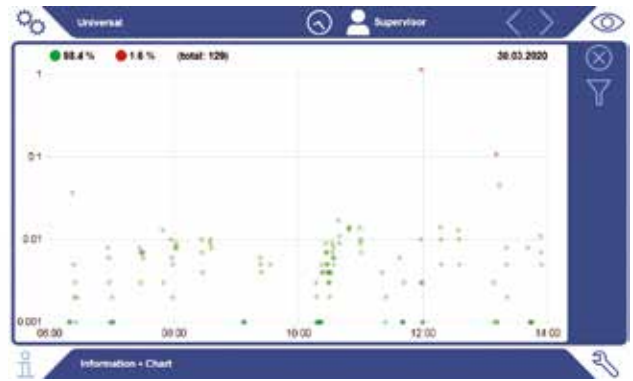 Universal
Supervisor
98.4 % 1.6 % (total: 129) 30.03.2020
1
0.1
0.01
0.001
06:00 08:00 10:00 12:00 14:00
Information • Chart